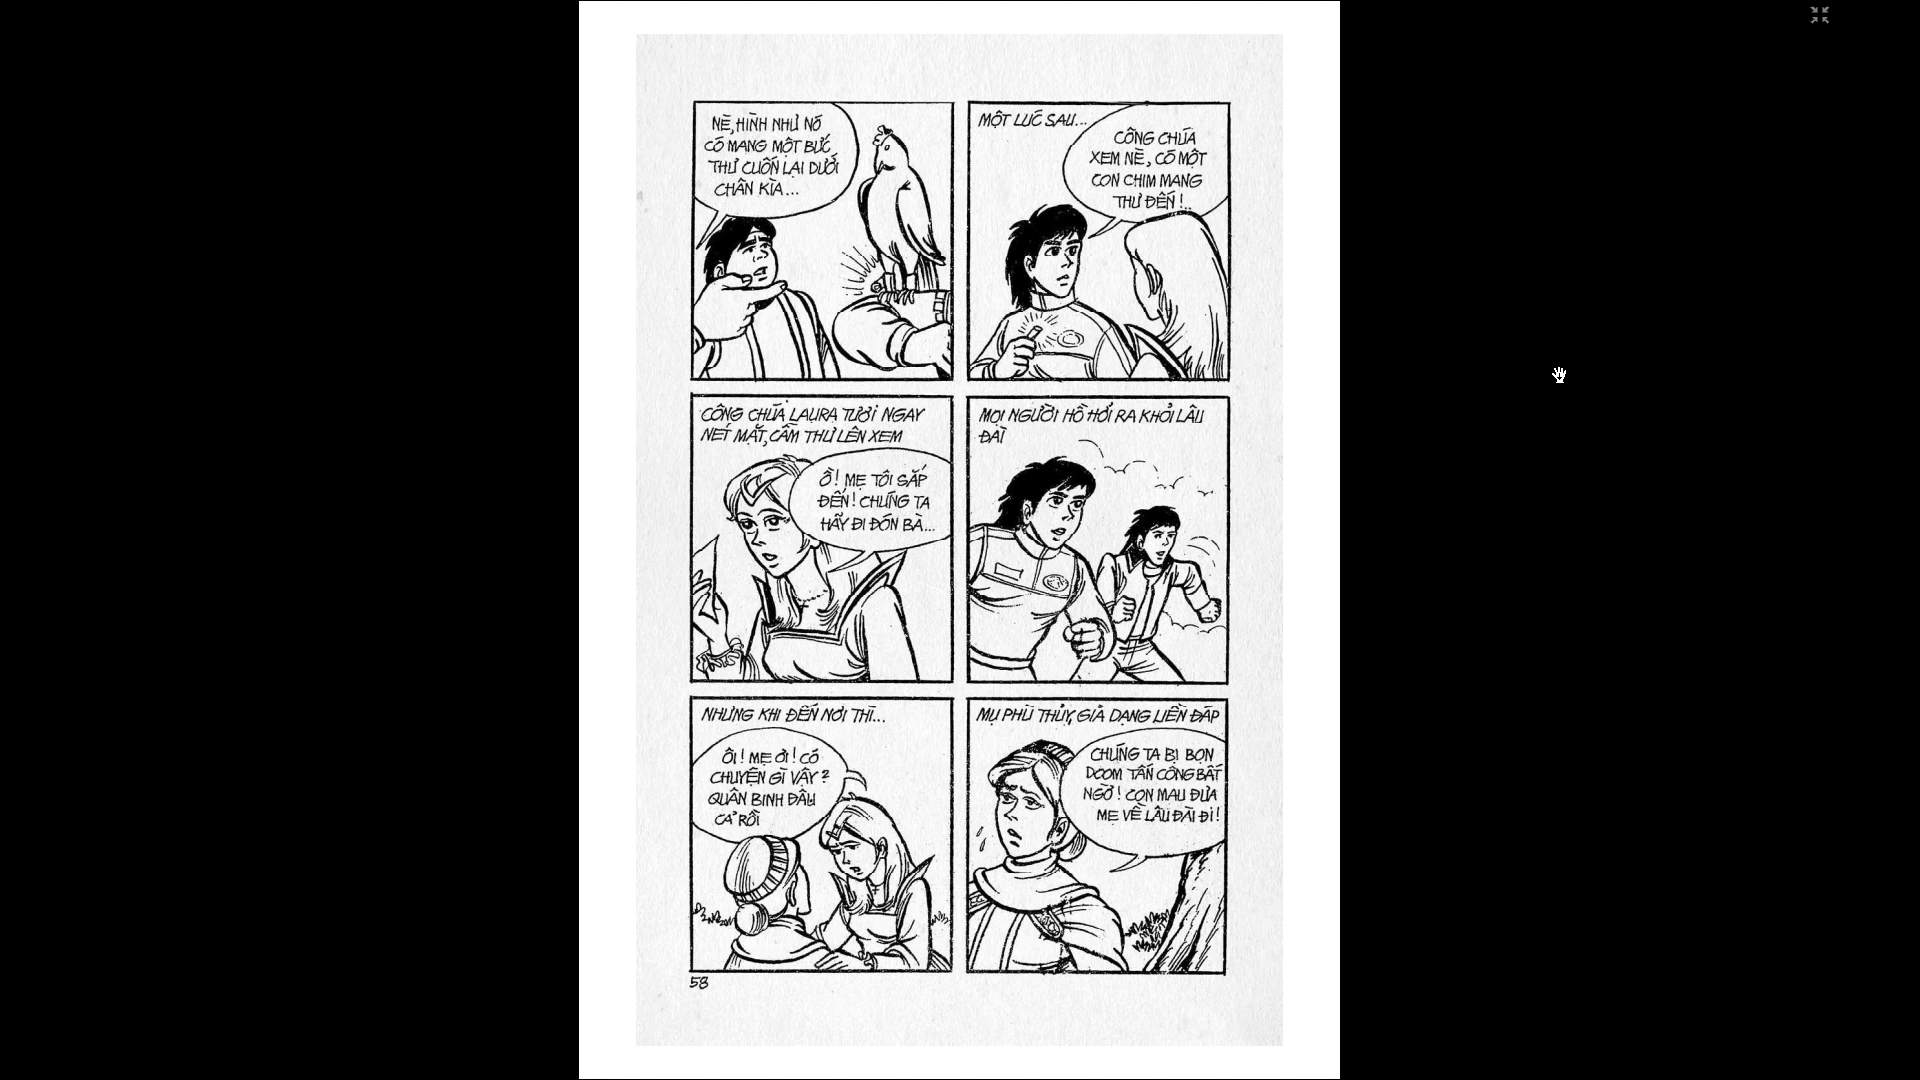 NÈ, HÌNH NHƯ NÓ
CÓ MANG MỘT BỨC
THƯ CUỐN LẠI DƯỚI
CHÂN KÌA...
MỘT LÚC SAU...
CÔNG CHÚA
XEM NÈ, CÓ MỘT
CON CHIM MANG
THƯ ĐẾN!..
CÔNG CHÚA LAURA TƯƠI NGAY
NÉT MẶT, CẦM THƯ LÊN XEM
Ồ! MẸ TÔI SẮP
ĐẾN! CHÚNG TA
HÃY ĐI ĐÓN BÀ...
MỌI NGƯỜI HỒ HỞI RA KHỎI LÂU
ĐÀI
NHƯNG KHI ĐẾN NƠI THÌ...
ÔI! MẸ ƠI! CÓ
CHUYỆN GÌ VẬY?
QUÂN BINH ĐÂU
CẢ RỒI
MỤ PHÙ THỦY GIẢ DẠNG LIỀN ĐÁP
CHÚNG TA BỊ BỌN
DOOM TẤN CÔNG BẤT
NGỜ! CON MAU ĐƯA
MẸ VỀ LÂU ĐÀI ĐI!
58